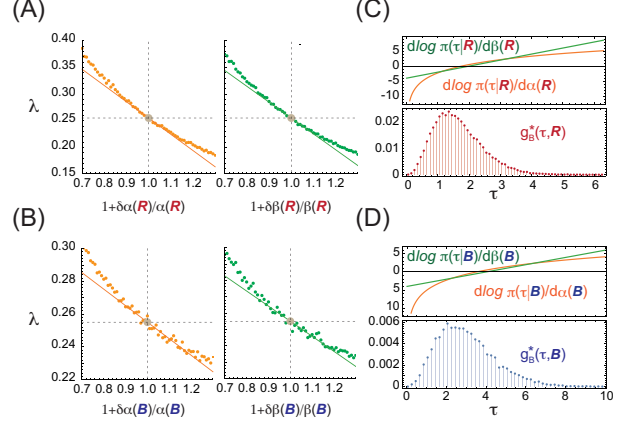 (A)
0.40
0.35
0.30
λ
0.25
0.20
0.15
0.7 0.8 0.9 1.0 1.1 1.2
0.7 0.8 0.9 1.0 1.1 1.2
1+δα(R)/α(R)
1+δβ(R)/β(R)
(B)
0.30
0.28
0.26
λ
0.24
0.22
0.7 0.8 0.9 1.0 1.1 1.2
0.7 0.8 0.9 1.0 1.1 1.2
1+δα(B)/α(B)
1+δβ(B)/β(B)
(C)
dlog π(τ|R)/dβ(R)
5
0
-5
-10
dlog π(τ|R)/dα(R)
0.02
0.01
0
g*B(τ,R)
0 1 2 3 4 5 6
τ
(D)
dlog π(τ|B)/dβ(B)
5
0
-5
-10
dlog π(τ|B)/dα(B)
0.006
0.004
0.002
0
g*B(τ,B)
0 2 4 6 8 10
τ